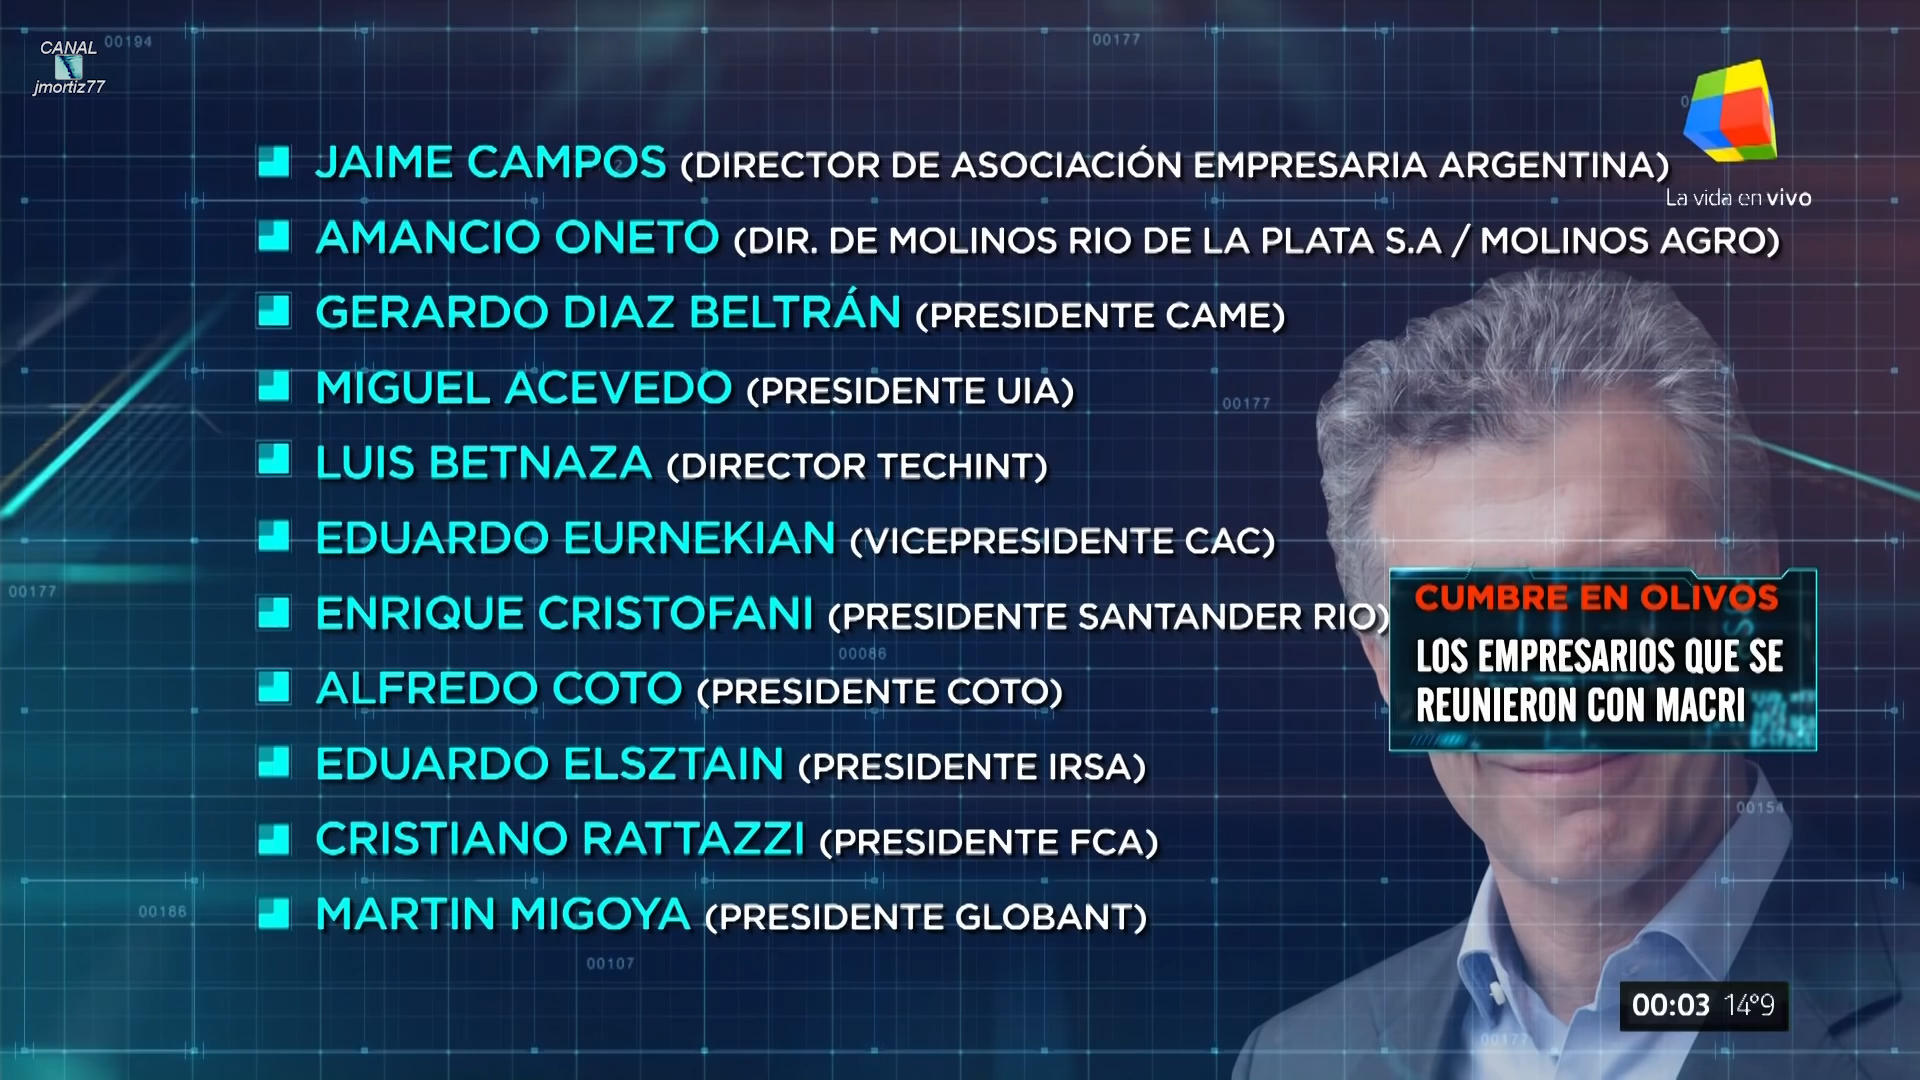 CANAL
jmortiz77
00194
00177
JAIME CAMPOS (DIRECTOR DE ASOCIACIÓN EMPRESARIA ARGENTINA)
La vida en vivo
AMANCIO ONETO (DIR. DE MOLINOS RIO DE LA PLATA S.A / MOLINOS AGRO)
GERARDO DIAZ BELTRÁN (PRESIDENTE CAME)
MIGUEL ACEVEDO (PRESIDENTE UIA)
00177
LUIS BETNAZA (DIRECTOR TECHINT)
EDUARDO EURNEKIAN (VICEPRESIDENTE CAC)
00177
CUMBRE EN OLIVOS
ENRIQUE CRISTOFANI (PRESIDENTE SANTANDER RIO)
00086
LOS EMPRESARIOS QUE SE
REUNIERON CON MACRI
ALFREDO COTO (PRESIDENTE COTO)
EDUARDO ELSZTAIN (PRESIDENTE IRSA)
00154
CRISTIANO RATTAZZI (PRESIDENTE FCA)
00186
MARTIN MIGOYA (PRESIDENTE GLOBANT)
00107
00:03 14°9
00177